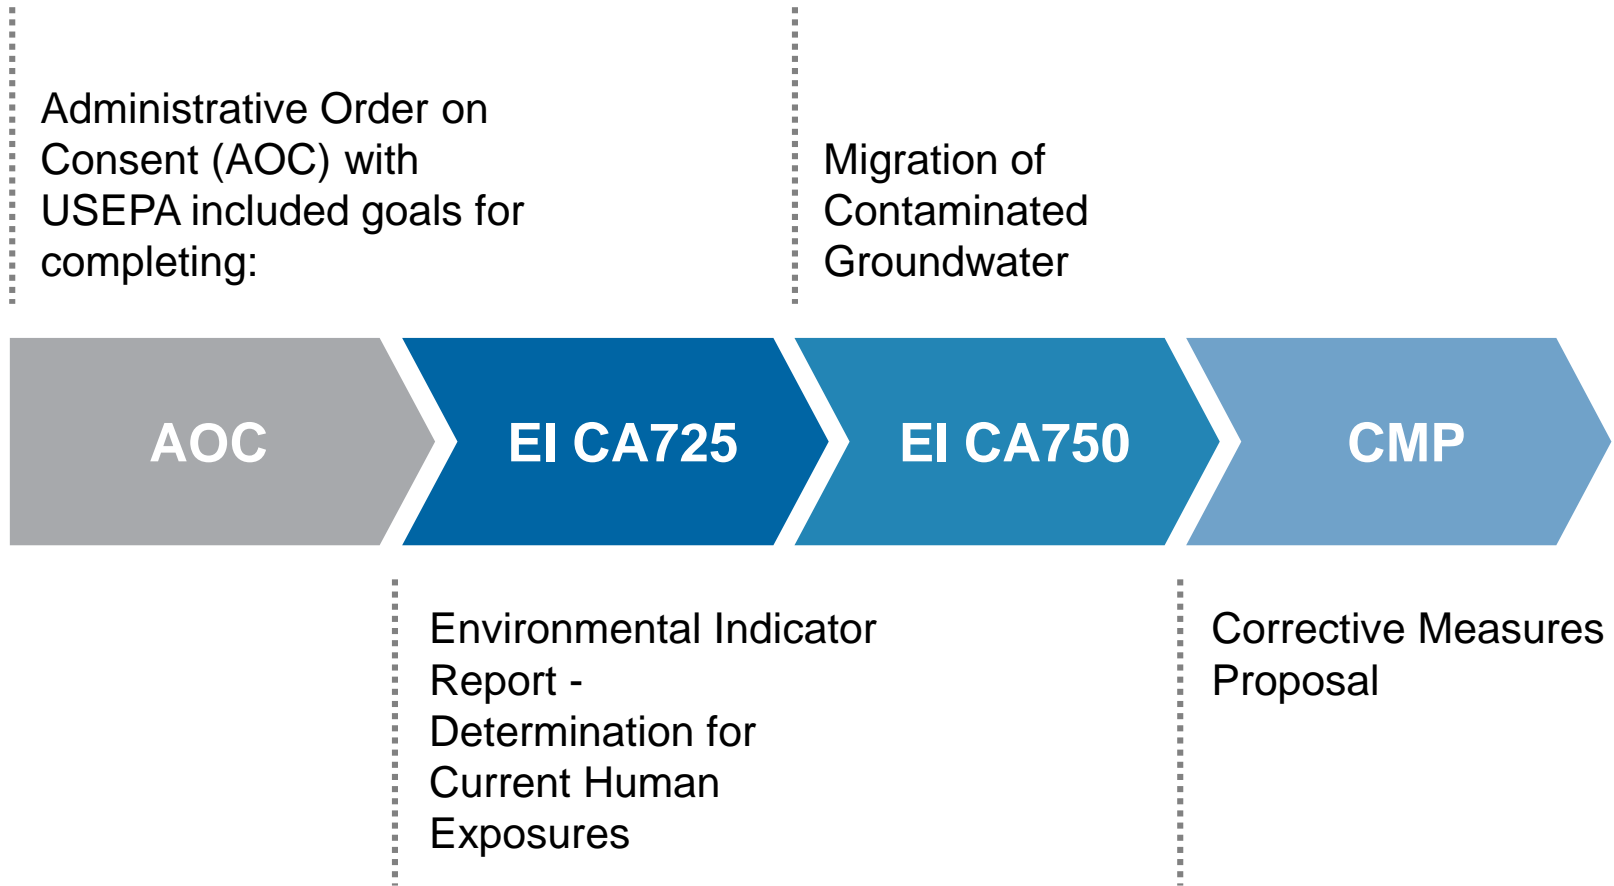 Administrative Order on
Consent (AOC) with
USEPA included goals for
completing:
Migration of
Contaminated
Groundwater
AOC
EI CA725
EI CA750
CMP
Environmental Indicator
Report -
Determination for
Current Human
Exposures
Corrective Measures
Proposal